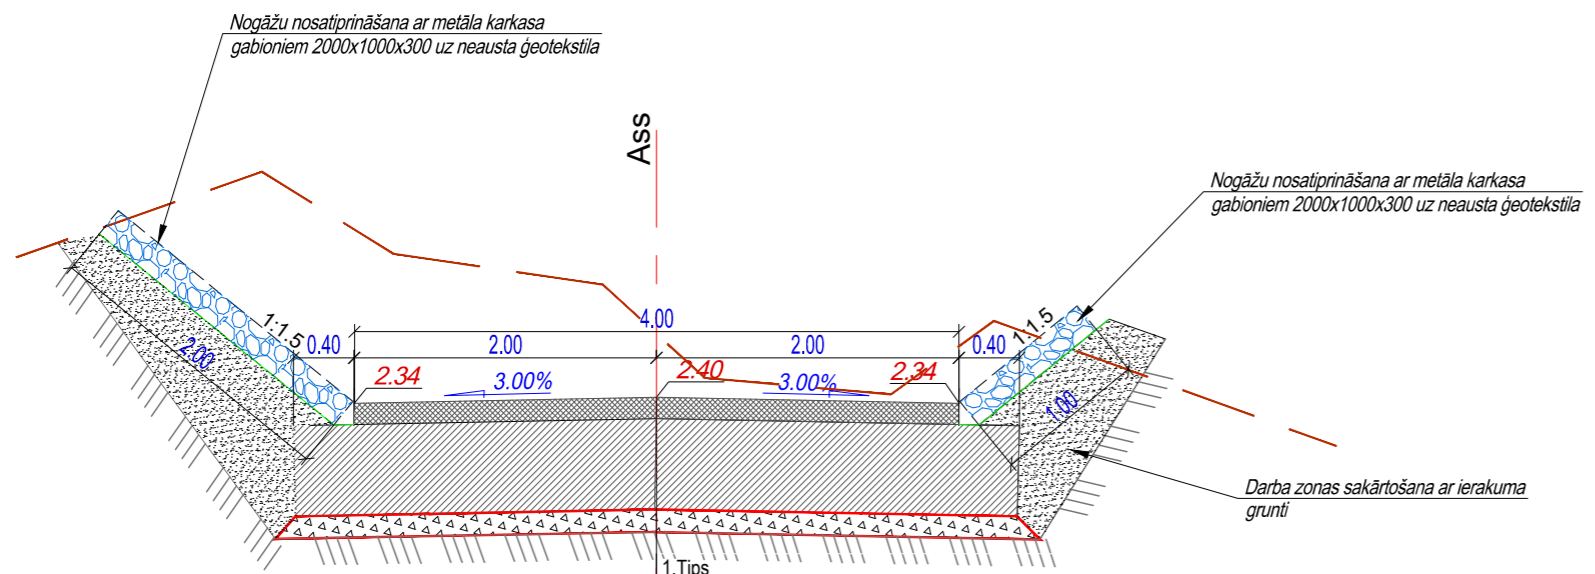 Nogāžu nosatiprināšana ar metāla karkasa
gabioniem 2000x1000x300 uz neausta ģeotekstila
Ass
Nogāžu nosatiprināšana ar metāla karkasa
gabioniem 2000x1000x300 uz neausta ģeotekstila
4.00
1:1.5
1:1.5
2.00
0.40
2.00
2.00
0.40
2.34
3.00%
2.40
3.00%
2.34
1.00
Darba zonas sakārtošana ar ierakuma
grunti
1.Tips